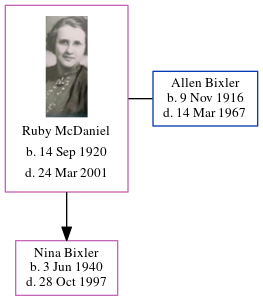 Ruby McDaniel
b. 14 Sep 1920
d. 24 Mar 2001
Allen Bixler
b. 9 Nov 1916
d. 14 Mar 1967
Nina Bixler
b. 3 Jun 1940
d. 28 Oct 1997